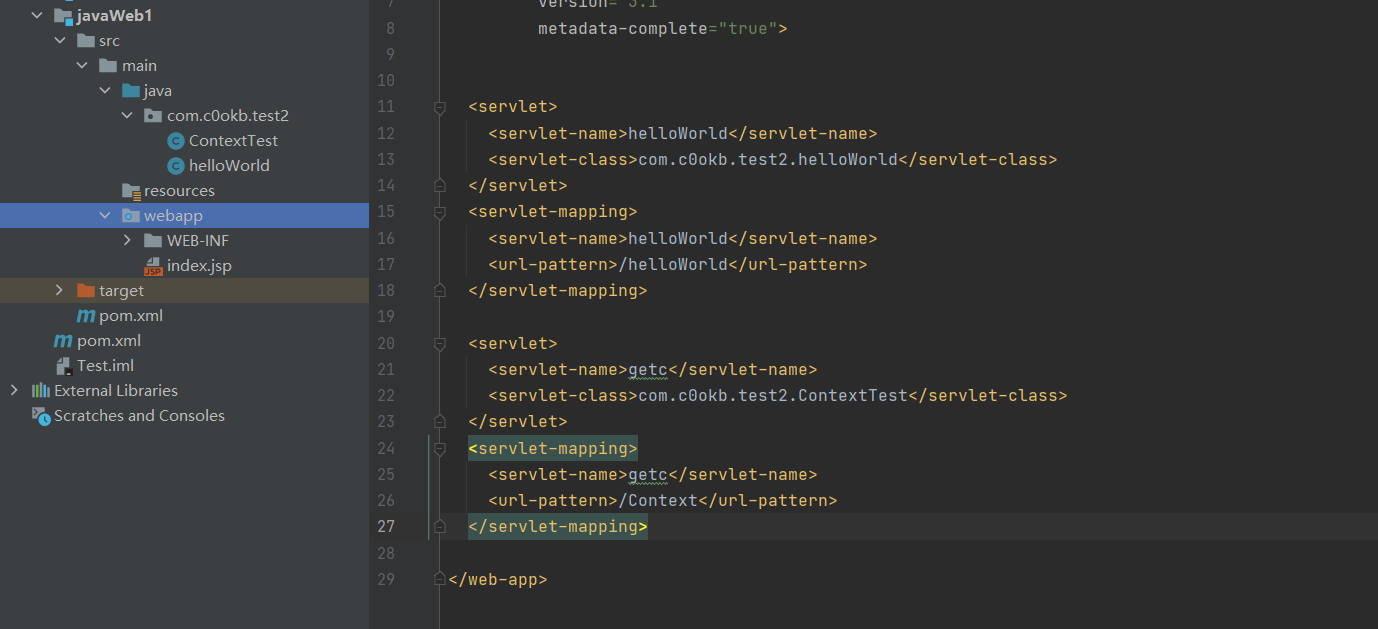 javaWeb1
src
main
java
com.c0okb.test2
ContextTest
helloWorld
resources
webapp
WEB-INF
index.jsp
target
pom.xml
pom.xml
Test.iml
External Libraries
Scratches and Consoles
7 version="3.1"
8 metadata-complete="true">
9
10
11 <servlet>
12 <servlet-name>helloWorld</servlet-name>
13 <servlet-class>com.c0okb.test2.helloWorld</servlet-class>
14 </servlet>
15 <servlet-mapping>
16 <servlet-name>helloWorld</servlet-name>
17 <url-pattern>/helloWorld</url-pattern>
18 </servlet-mapping>
19
20 <servlet>
21 <servlet-name>getc</servlet-name>
22 <servlet-class>com.c0okb.test2.ContextTest</servlet-class>
23 </servlet>
24 <servlet-mapping>
25 <servlet-name>getc</servlet-name>
26 <url-pattern>/Context</url-pattern>
27 </servlet-mapping>
28
29 </web-app>